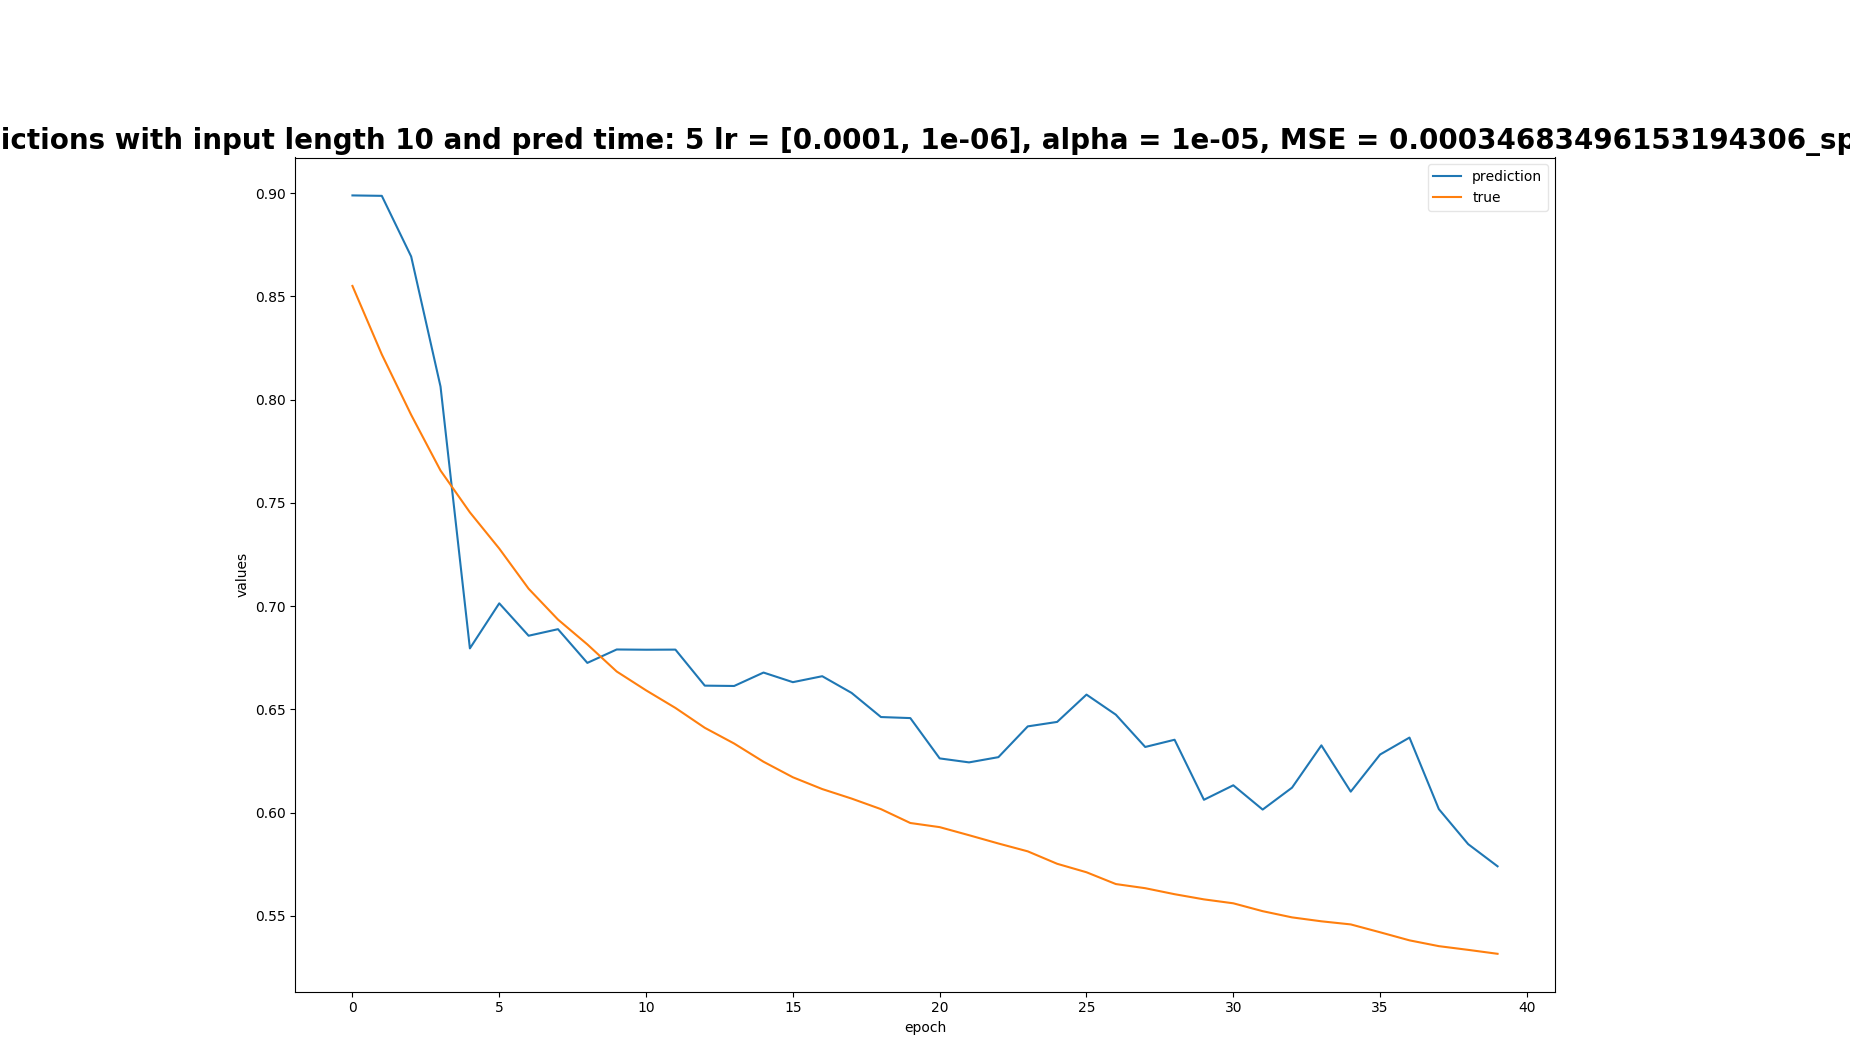 ictions with input length 10 and pred time: 5 lr = [0.0001, 1e-06], alpha = 1e-05, MSE = 0.00034683496153194306_sp
prediction
true
0.90
0.85
0.80
0.75
0.70
0.65
0.60
0.55
values
0 5 10 15 20 25 30 35 40
epoch